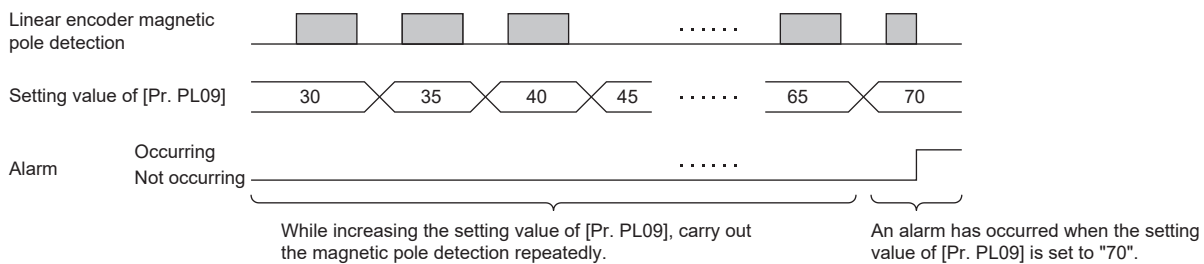 Linear encoder magnetic
pole detection
......
Setting value of [Pr. PL09]
30 35 40 45 ...... 65 70
Alarm
Occurring
Not occurring
......
While increasing the setting value of [Pr. PL09], carry out
the magnetic pole detection repeatedly.
An alarm has occurred when the setting
value of [Pr. PL09] is set to "70".